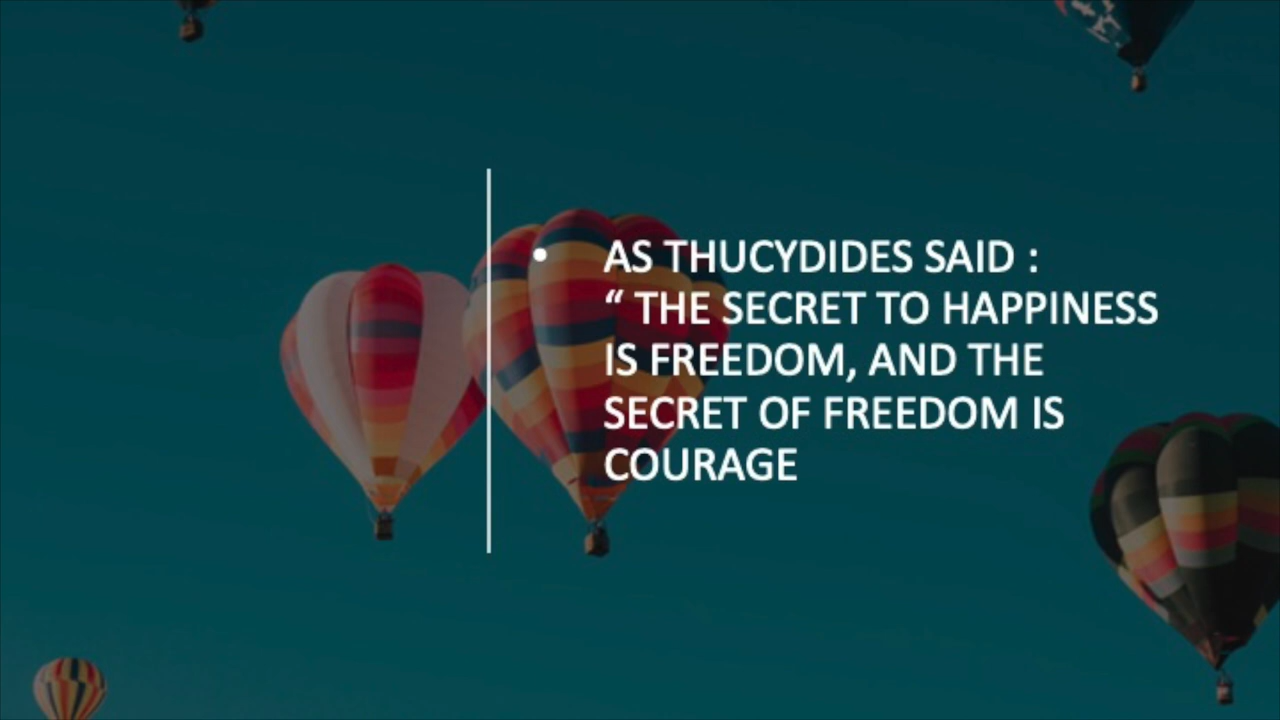 • AS THUCYDIDES SAID :
“ THE SECRET TO HAPPINESS
IS FREEDOM, AND THE
SECRET OF FREEDOM IS
COURAGE